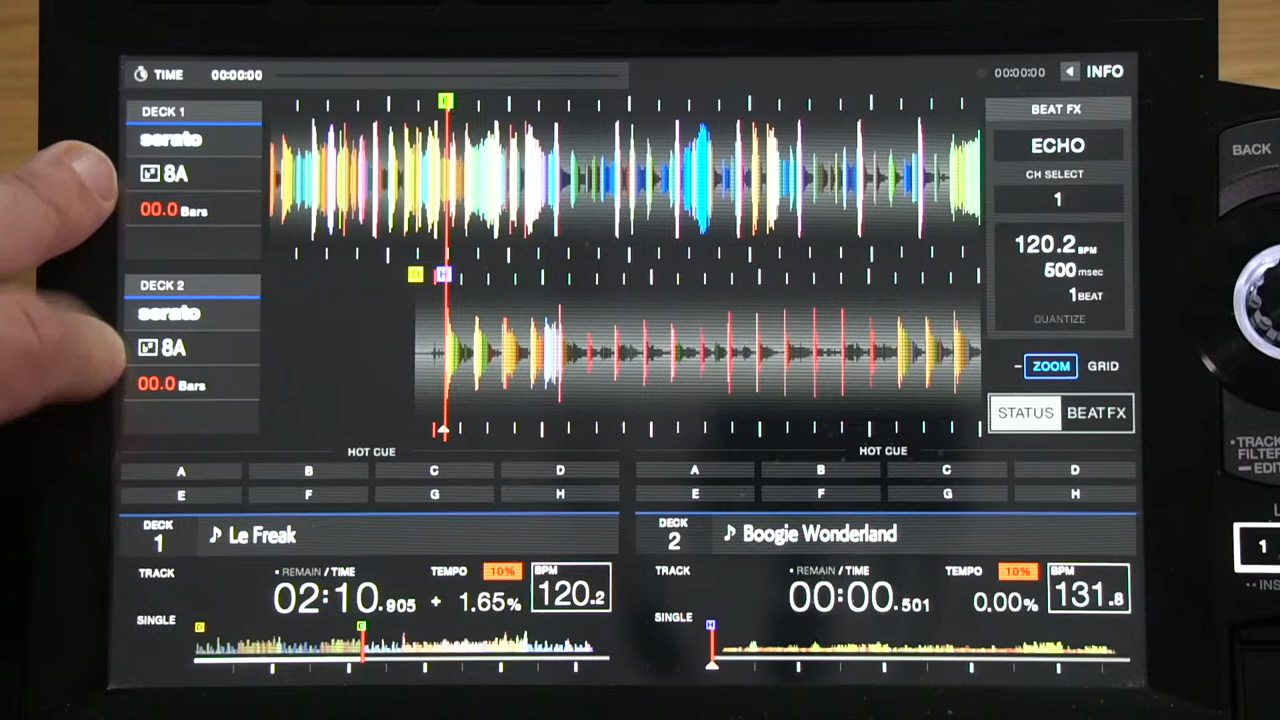 TIME 00:00:00
00:00:00 INFO
DECK 1
serato
8A
00.0 Bars
DECK 2
serato
8A
00.0 Bars
BEAT FX
ECHO
CH SELECT
1
120.2 BPM
500 msec
1 BEAT
QUANTIZE
ZOOM GRID
STATUS BEAT FX
HOT CUE
A B C D
E F G H
HOT CUE
A B C D
E F G H
DECK 1
Le Freak
TRACK
REMAIN / TIME
TEMPO 10%
BPM
02:10.905
+ 1.65%
120.2
SINGLE
DECK 2
Boogie Wonderland
TRACK
REMAIN / TIME
TEMPO 10%
BPM
00:00.501
0.00%
131.8
SINGLE
D
H
D
H
BACK
TRACK
FILTER
EDIT
1